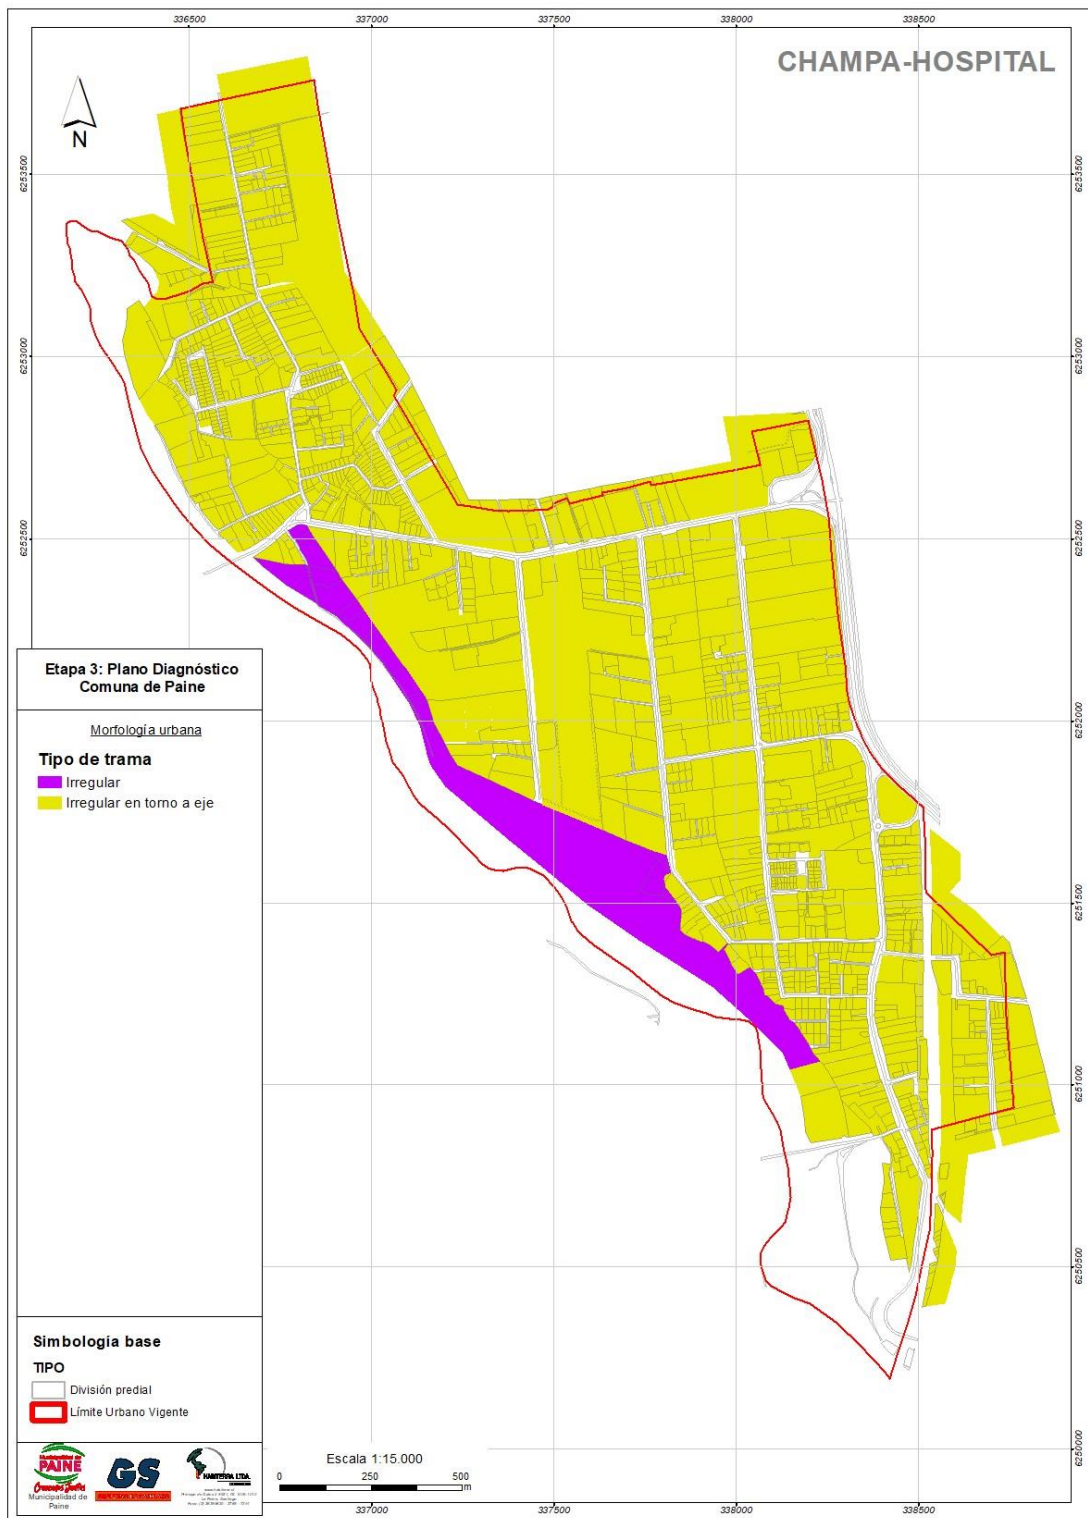 336500 337000 337500 338000 338500
CHAMPA-HOSPITAL
N
6253500 6253500
6253000 6253000
6252500 6252500
6252000
6251500 6251500
6251000 6251000
6250500 6250500
6250000 6250000
Etapa 3: Plano Diagnóstico
Comuna de Paine
Morfología urbana
Tipo de trama
Irregular
Irregular en torno a eje
Simbología base
TIPO
División predial
Límite Urbano Vigente
PAINE
Municipalidad de
Paine
GS
HABITERRA LTDA.
Escala 1:15.000
0 250 500
m
337000 337500 338000 338500